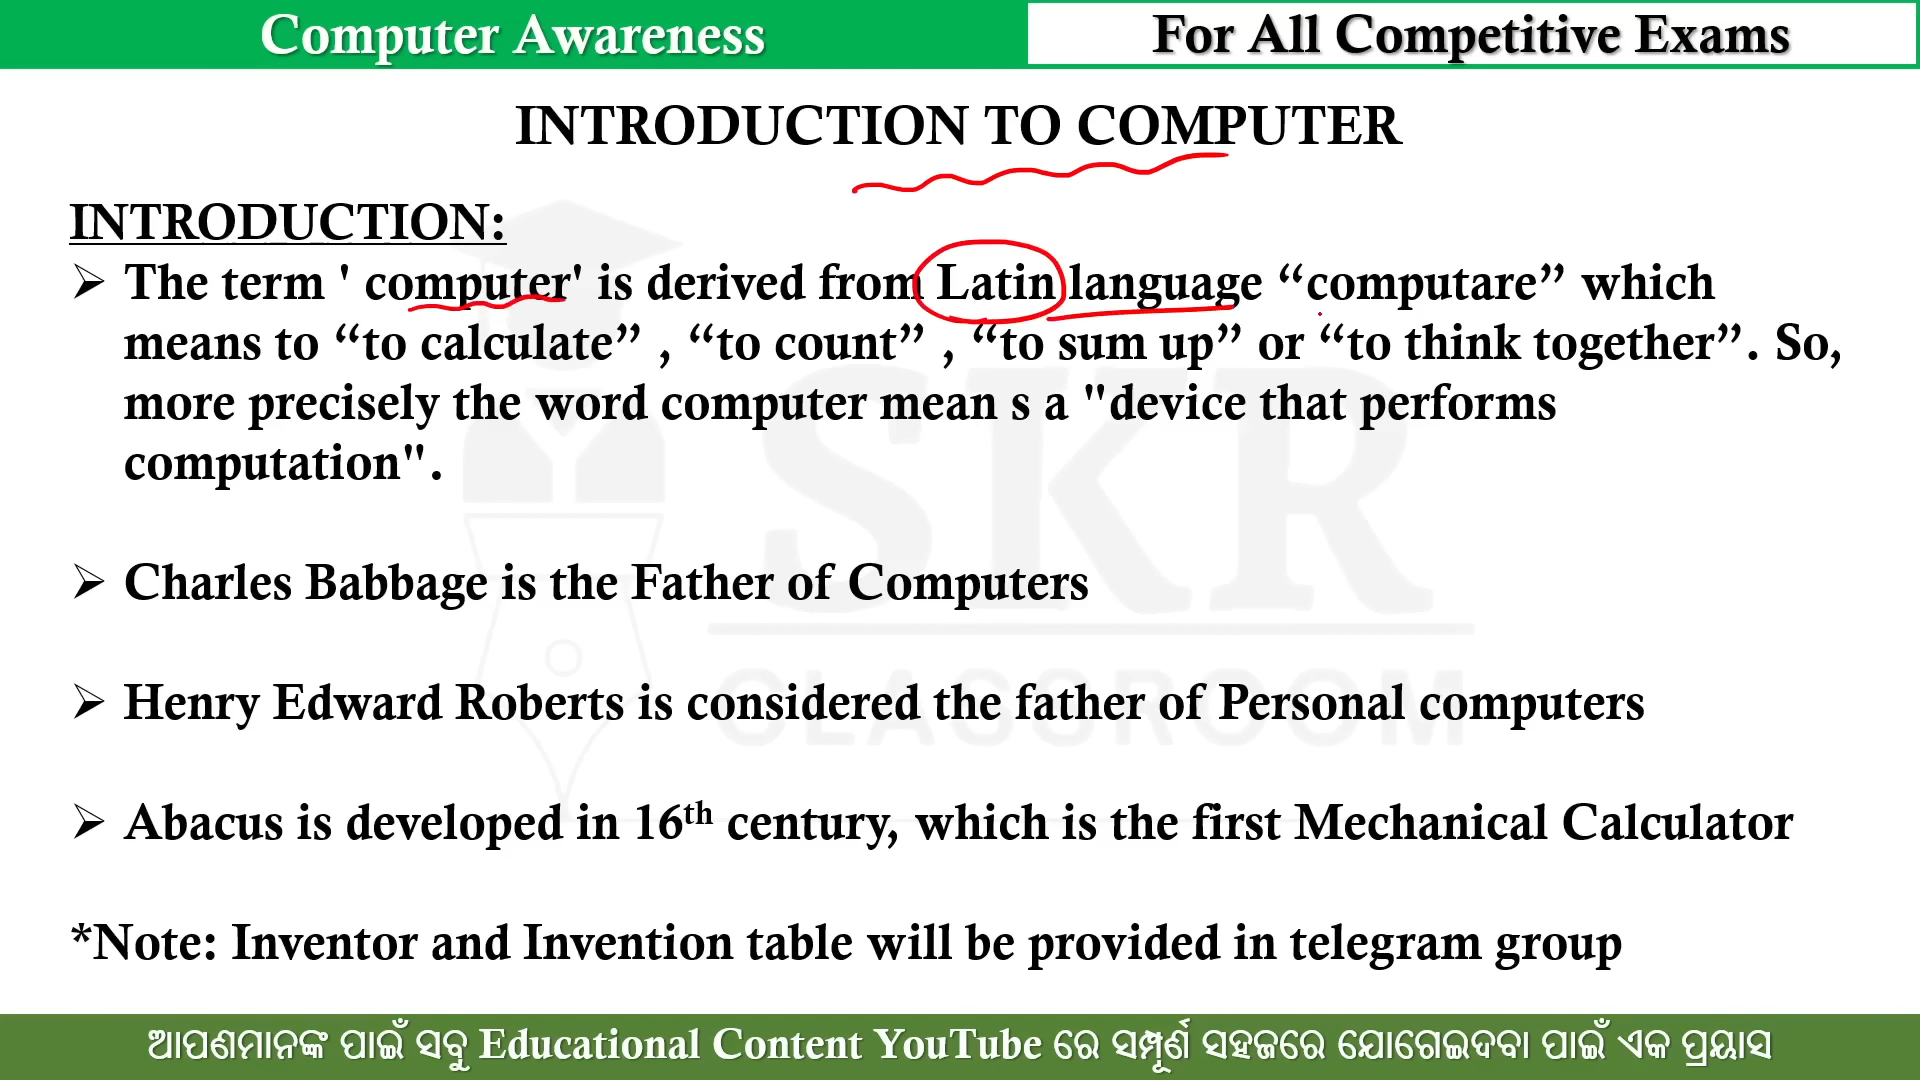 Computer Awareness
For All Competitive Exams
INTRODUCTION TO COMPUTER
INTRODUCTION:
➢ The term ' computer' is derived from Latin language “computare” which
means to “to calculate” , “to count” , “to sum up” or “to think together”. So,
more precisely the word computer mean s a "device that performs
computation".
➢ Charles Babbage is the Father of Computers
➢ Henry Edward Roberts is considered the father of Personal computers
➢ Abacus is developed in 16th century, which is the first Mechanical Calculator
*Note: Inventor and Invention table will be provided in telegram group
SKR
CLASSROOM
ଆପଣମାନଙ୍କ ପାଇଁ ସବୁ Educational Content YouTube ରେ ସମ୍ପୂର୍ଣ ସହଜରେ ଯୋଗେଇଦବା ପାଇଁ ଏକ ପ୍ରୟାସ